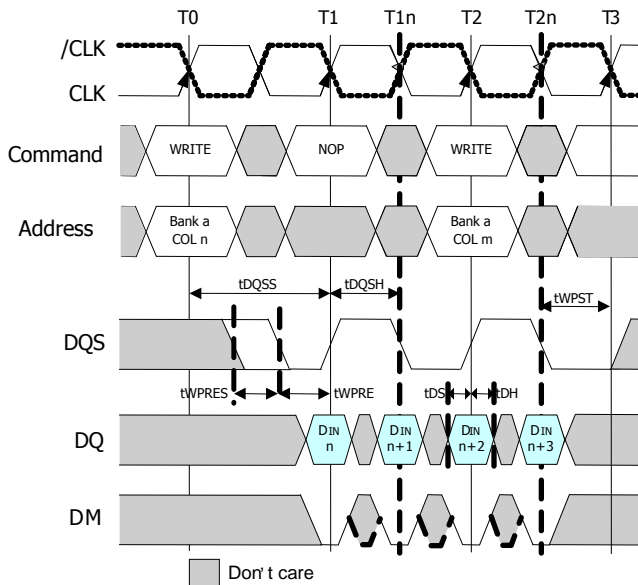 T0 T1 T1n T2 T2n T3
/CLK
CLK
Command WRITE NOP WRITE
Address Bank a COL n Bank a COL m
tDQSS tDQSH tWPST
DQS
tWPRES tWPRE tDS tDH
DQ DIN n DIN n+1 DIN n+2 DIN n+3
DM
Don't care